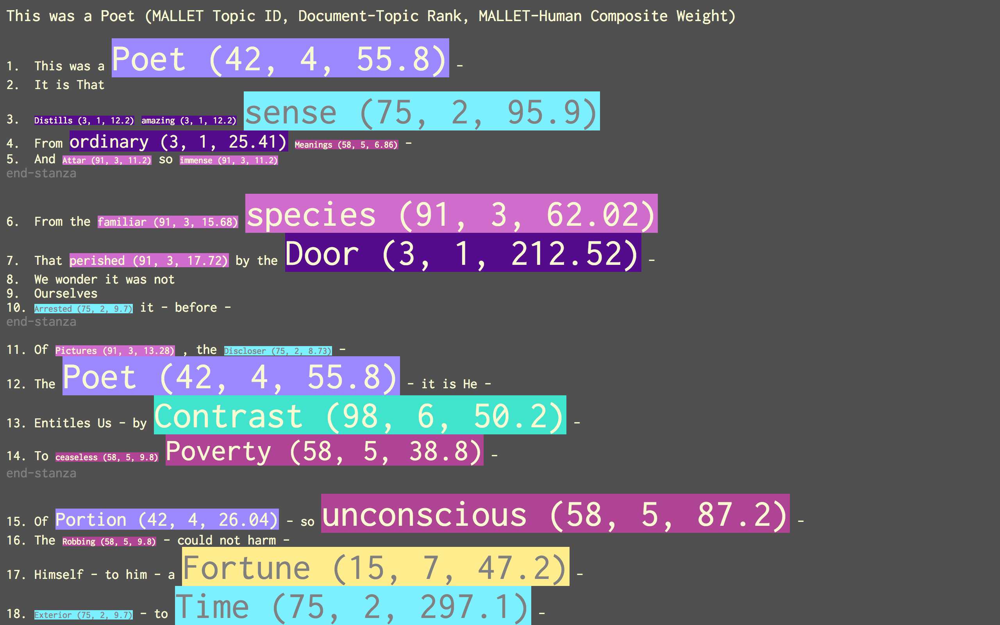 This was a Poet (MALLET Topic ID, Document-Topic Rank, MALLET-Human Composite Weight)
1. This was a Poet (42, 4, 55.8) –
2. It is That
3. Distills (3, 1, 12.2) amazing (3, 1, 12.2) sense (75, 2, 95.9)
4. From ordinary (3, 1, 25.41) Meanings (58, 5, 6.86) –
5. And Attar (91, 3, 11.2) so immense (91, 3, 11.2)
end-stanza
6. From the familiar (91, 3, 15.68) species (91, 3, 62.02)
7. That perished (91, 3, 17.72) by the Door (3, 1, 212.52) –
8. We wonder it was not
9. Ourselves
10. Arrested (75, 2, 9.7) it – before –
end-stanza
11. Of Pictures (91, 3, 13.28) , the Discloser (75, 2, 8.73) –
12. The Poet (42, 4, 55.8) – it is He –
13. Entitles Us – by Contrast (98, 6, 50.2) –
14. To ceaseless (58, 5, 9.8) Poverty (58, 5, 38.8) –
end-stanza
15. Of Portion (42, 4, 26.04) – so unconscious (58, 5, 87.2) –
16. The Robbing (58, 5, 9.8) – could not harm –
17. Himself – to him – a Fortune (15, 7, 47.2) –
18. Exterior (75, 2, 9.7) – to Time (75, 2, 297.1) –